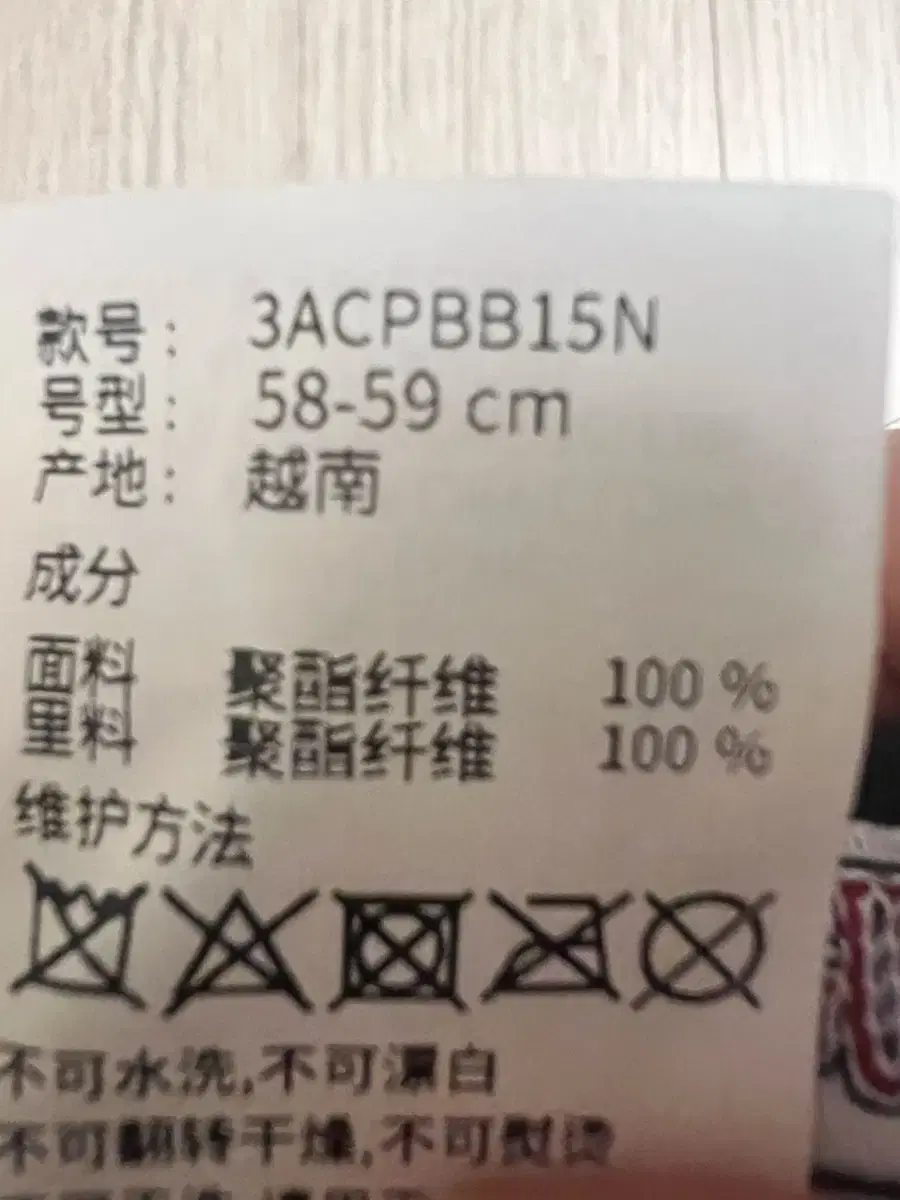 款号： 3ACPBB15N
号型： 58-59 cm
产地： 越南
成分
面料 聚酯纤维 100 %
里料 聚酯纤维 100 %
维护方法
不可水洗,不可漂白
不可翻转干燥,不可熨烫